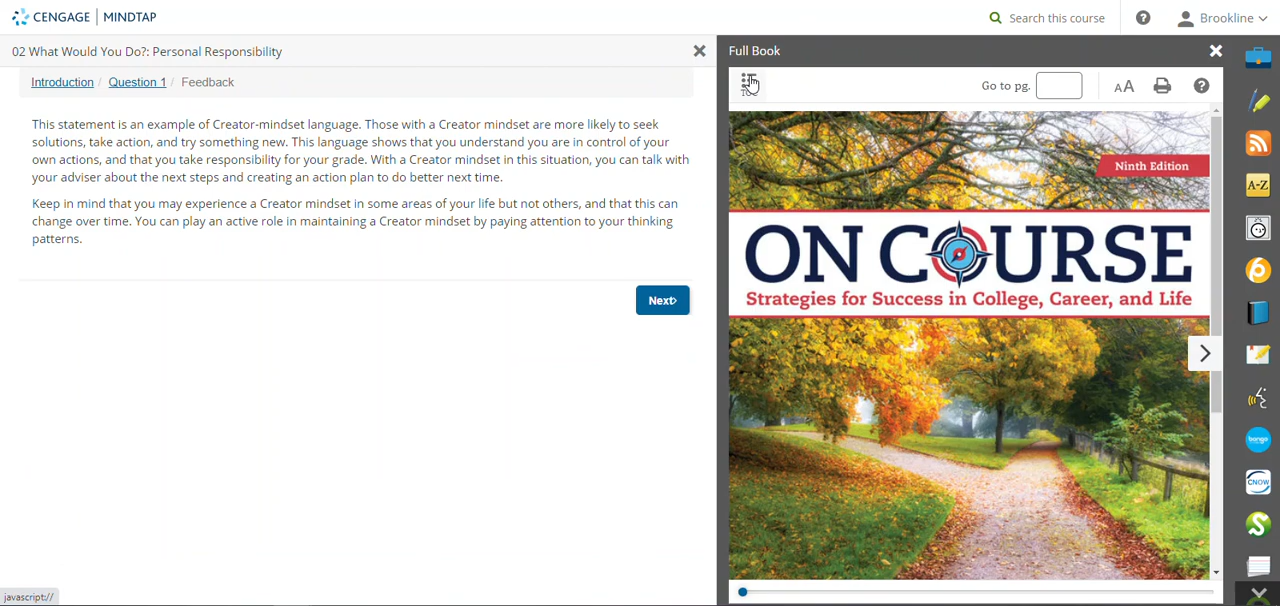 CENGAGE | MINDTAP
Search this course
Brookline
02 What Would You Do?: Personal Responsibility
Introduction / Question 1 / Feedback
This statement is an example of Creator-mindset language. Those with a Creator mindset are more likely to seek
solutions, take action, and try something new. This language shows that you understand you are in control of your
own actions, and that you take responsibility for your grade. With a Creator mindset in this situation, you can talk with
your adviser about the next steps and creating an action plan to do better next time.
Keep in mind that you may experience a Creator mindset in some areas of your life but not others, and that this can
change over time. You can play an active role in maintaining a Creator mindset by paying attention to your thinking
patterns.
Next
javascript://
Full Book
TOC
Go to pg.
AA
Ninth Edition
ON COURSE
Strategies for Success in College, Career, and Life
A-Z
bongo
CNOW